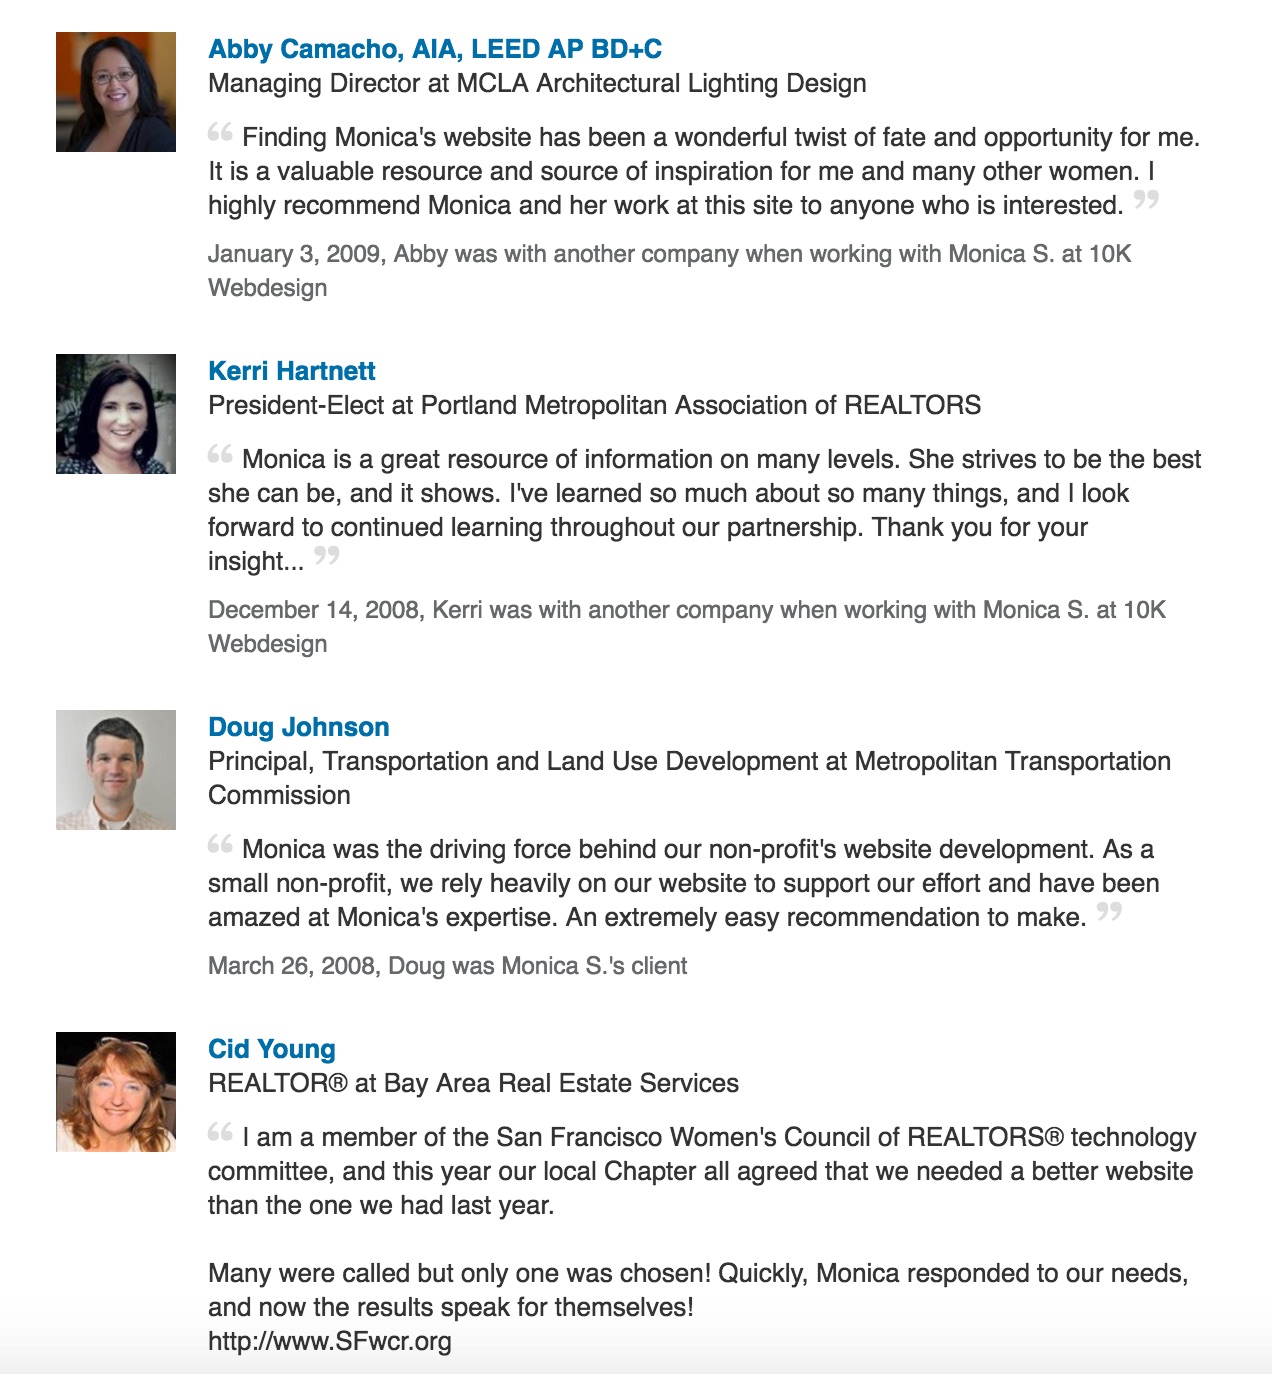 Abby Camacho, AIA, LEED AP BD+C
Managing Director at MCLA Architectural Lighting Design
“ Finding Monica's website has been a wonderful twist of fate and opportunity for me.
It is a valuable resource and source of inspiration for me and many other women. I
highly recommend Monica and her work at this site to anyone who is interested. ”
January 3, 2009, Abby was with another company when working with Monica S. at 10K
Webdesign
Kerri Hartnett
President-Elect at Portland Metropolitan Association of REALTORS
“ Monica is a great resource of information on many levels. She strives to be the best
she can be, and it shows. I've learned so much about so many things, and I look
forward to continued learning throughout our partnership. Thank you for your
insight... ”
December 14, 2008, Kerri was with another company when working with Monica S. at 10K
Webdesign
Doug Johnson
Principal, Transportation and Land Use Development at Metropolitan Transportation
Commission
“ Monica was the driving force behind our non-profit's website development. As a
small non-profit, we rely heavily on our website to support our effort and have been
amazed at Monica's expertise. An extremely easy recommendation to make. ”
March 26, 2008, Doug was Monica S.'s client
Cid Young
REALTOR® at Bay Area Real Estate Services
“ I am a member of the San Francisco Women's Council of REALTORS® technology
committee, and this year our local Chapter all agreed that we needed a better website
than the one we had last year.
Many were called but only one was chosen! Quickly, Monica responded to our needs,
and now the results speak for themselves!
http://www.SFwcr.org